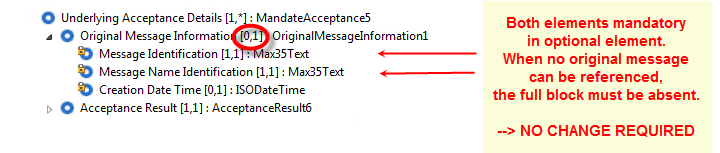 Underlying Acceptance Details [1,*] : MandateAcceptance5
Original Message Information [0,1] : OriginalMessageInformation1
Message Identification [1,1] : Max35Text
Message Name Identification [1,1] : Max35Text
Creation Date Time [0,1] : ISODateTime
Acceptance Result [1,1] : AcceptanceResult6
Both elements mandatory
in optional element.
When no original message
can be referenced,
the full block must be absent.
--> NO CHANGE REQUIRED